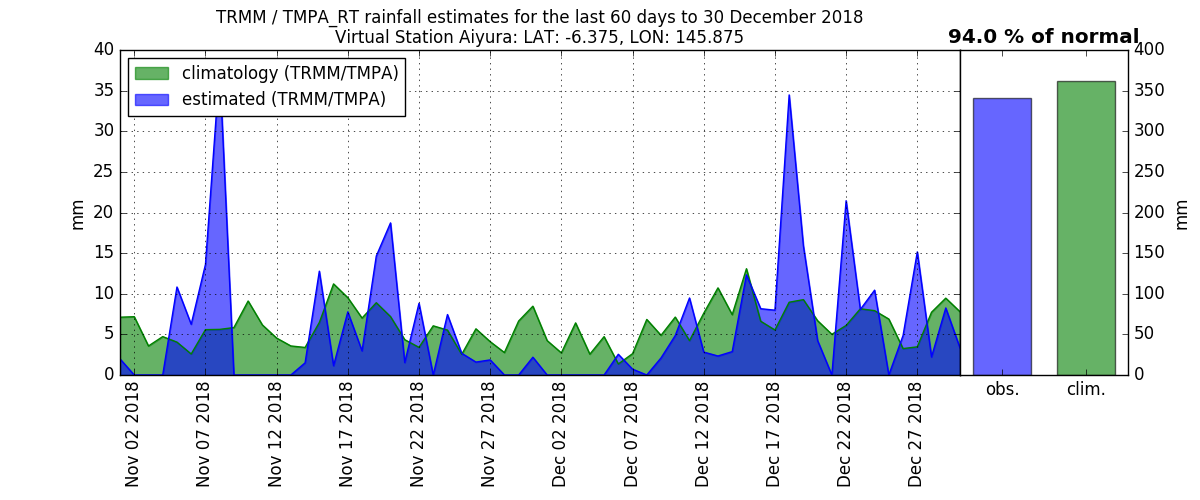 TRMM / TMPA_RT rainfall estimates for the last 60 days to 30 December 2018
Virtual Station Aiyura: LAT: -6.375, LON: 145.875
94.0 % of normal
climatology (TRMM/TMPA)
estimated (TRMM/TMPA)
mm
40
35
30
25
20
15
10
5
0
400
350
300
250
200
150
100
50
0
mm
Nov 02 2018
Nov 07 2018
Nov 12 2018
Nov 17 2018
Nov 22 2018
Nov 27 2018
Dec 02 2018
Dec 07 2018
Dec 12 2018
Dec 17 2018
Dec 22 2018
Dec 27 2018
obs.
clim.